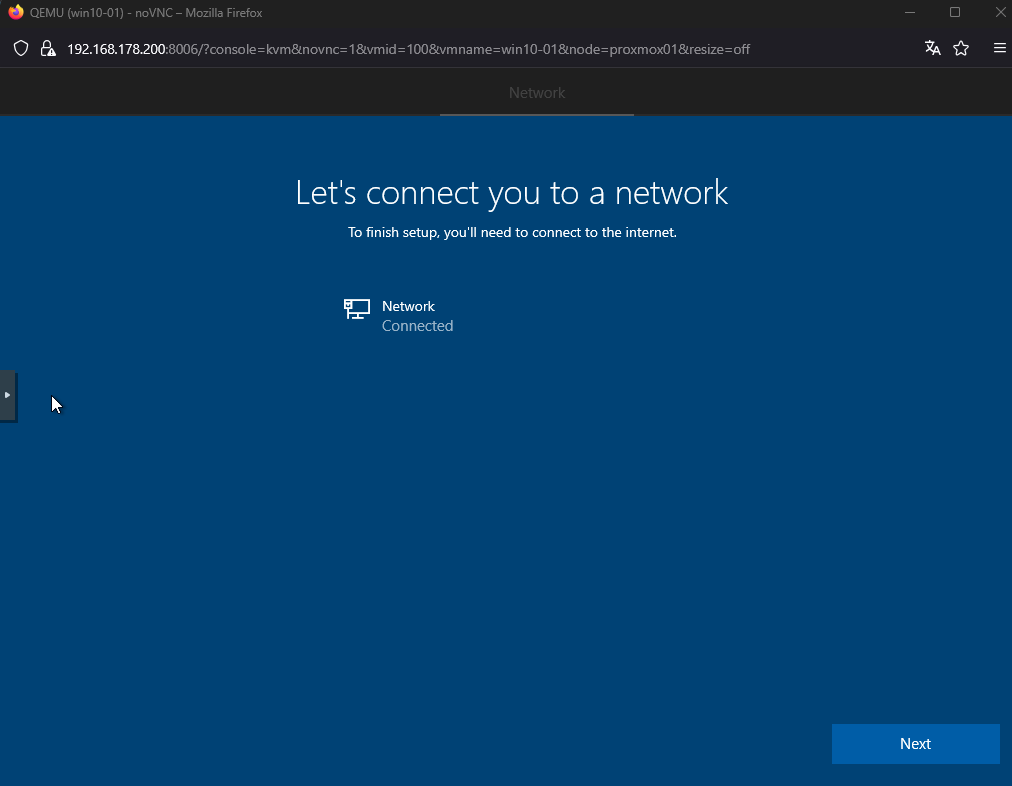 QEMU (win10-01) - noVNC – Mozilla Firefox
192.168.178.200:8006/?console=kvm&novnc=1&vmid=100&vmname=win10-01&node=proxmox01&resize=off
Network
Let's connect you to a network
To finish setup, you'll need to connect to the internet.
Network
Connected
Next